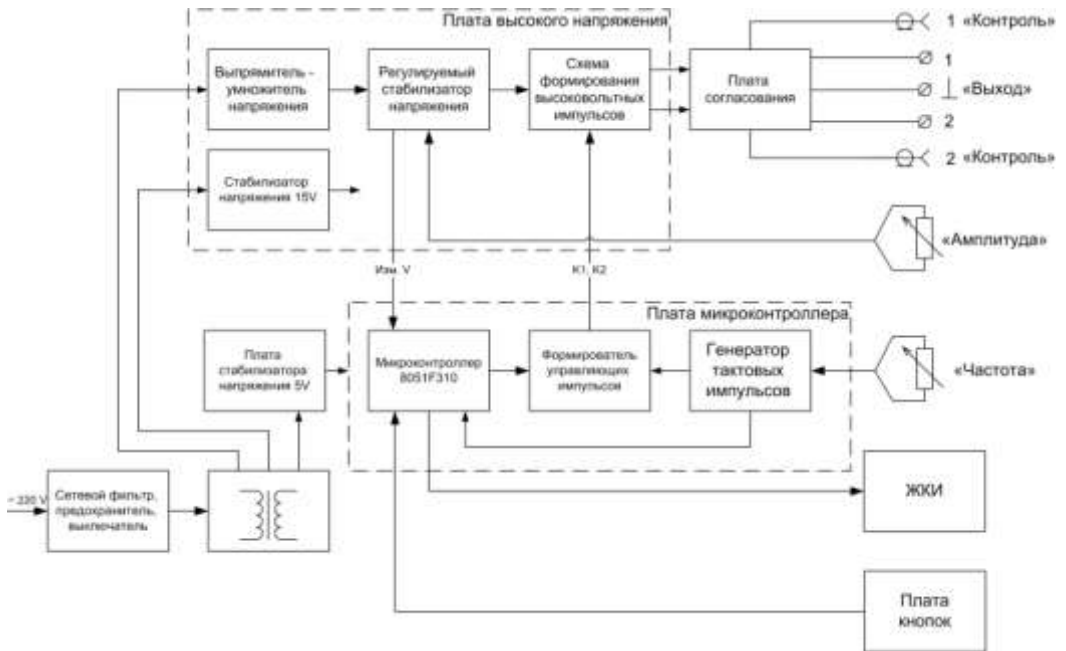 Плата высокого напряжения
1 «Контроль»
Выпрямитель -
умножитель
напряжения
Регулируемый
стабилизатор
напряжения
Схема
формирования
высоковольтных
импульсов
Плата
согласования
1
«Выход»
2
2 «Контроль»
Стабилизатор
напряжения 15V
«Амплитуда»
Изм. V
К1, К2
Плата микроконтроллера
Плата
стабилизатора
напряжения 5V
Микроконтроллер
8051F310
Формирователь
управляющих
импульсов
Генератор
тактовых
импульсов
«Частота»
~ 220 V
Сетевой фильтр,
предохранитель,
выключатель
ЖКИ
Плата
кнопок